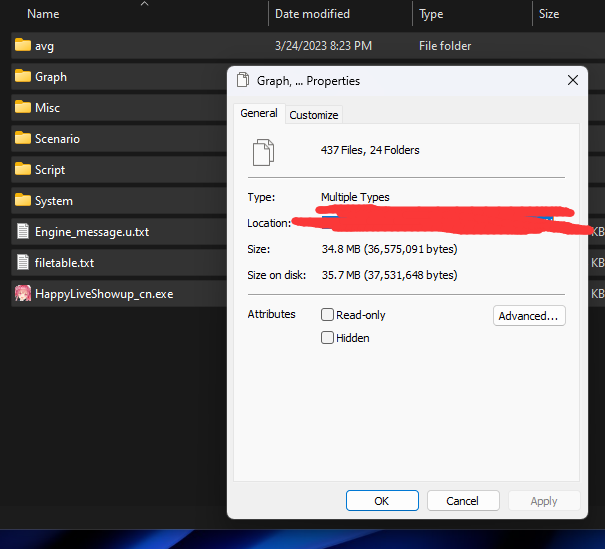 Name Date modified Type Size
avg 3/24/2023 8:23 PM File folder
Graph
Graph, ... Properties
Misc
General Customize
Scenario
437 Files, 24 Folders
Script
System
Type: Multiple Types
Engine_message.u.txt
Location:
KB
filetable.txt
Size: 34.8 MB (36,575,091 bytes)
KB
Size on disk: 35.7 MB (37,531,648 bytes)
HappyLiveShowup_cn.exe
KB
Attributes Read-only Advanced...
Hidden
OK Cancel Apply